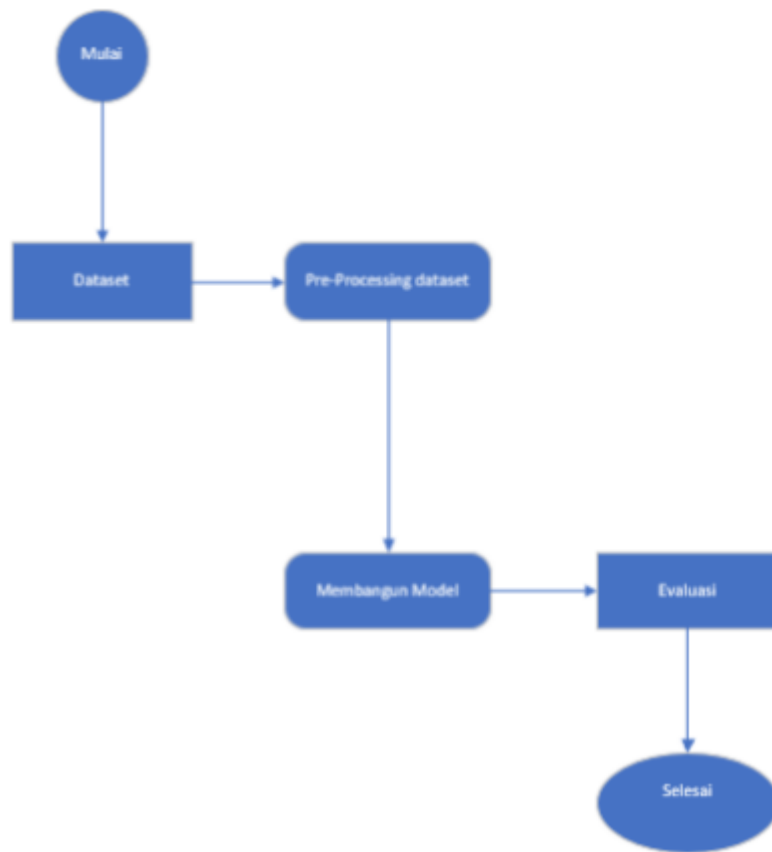 Mulai
Dataset
Pre-Processing dataset
Membangun Model
Evaluasi
Selesai